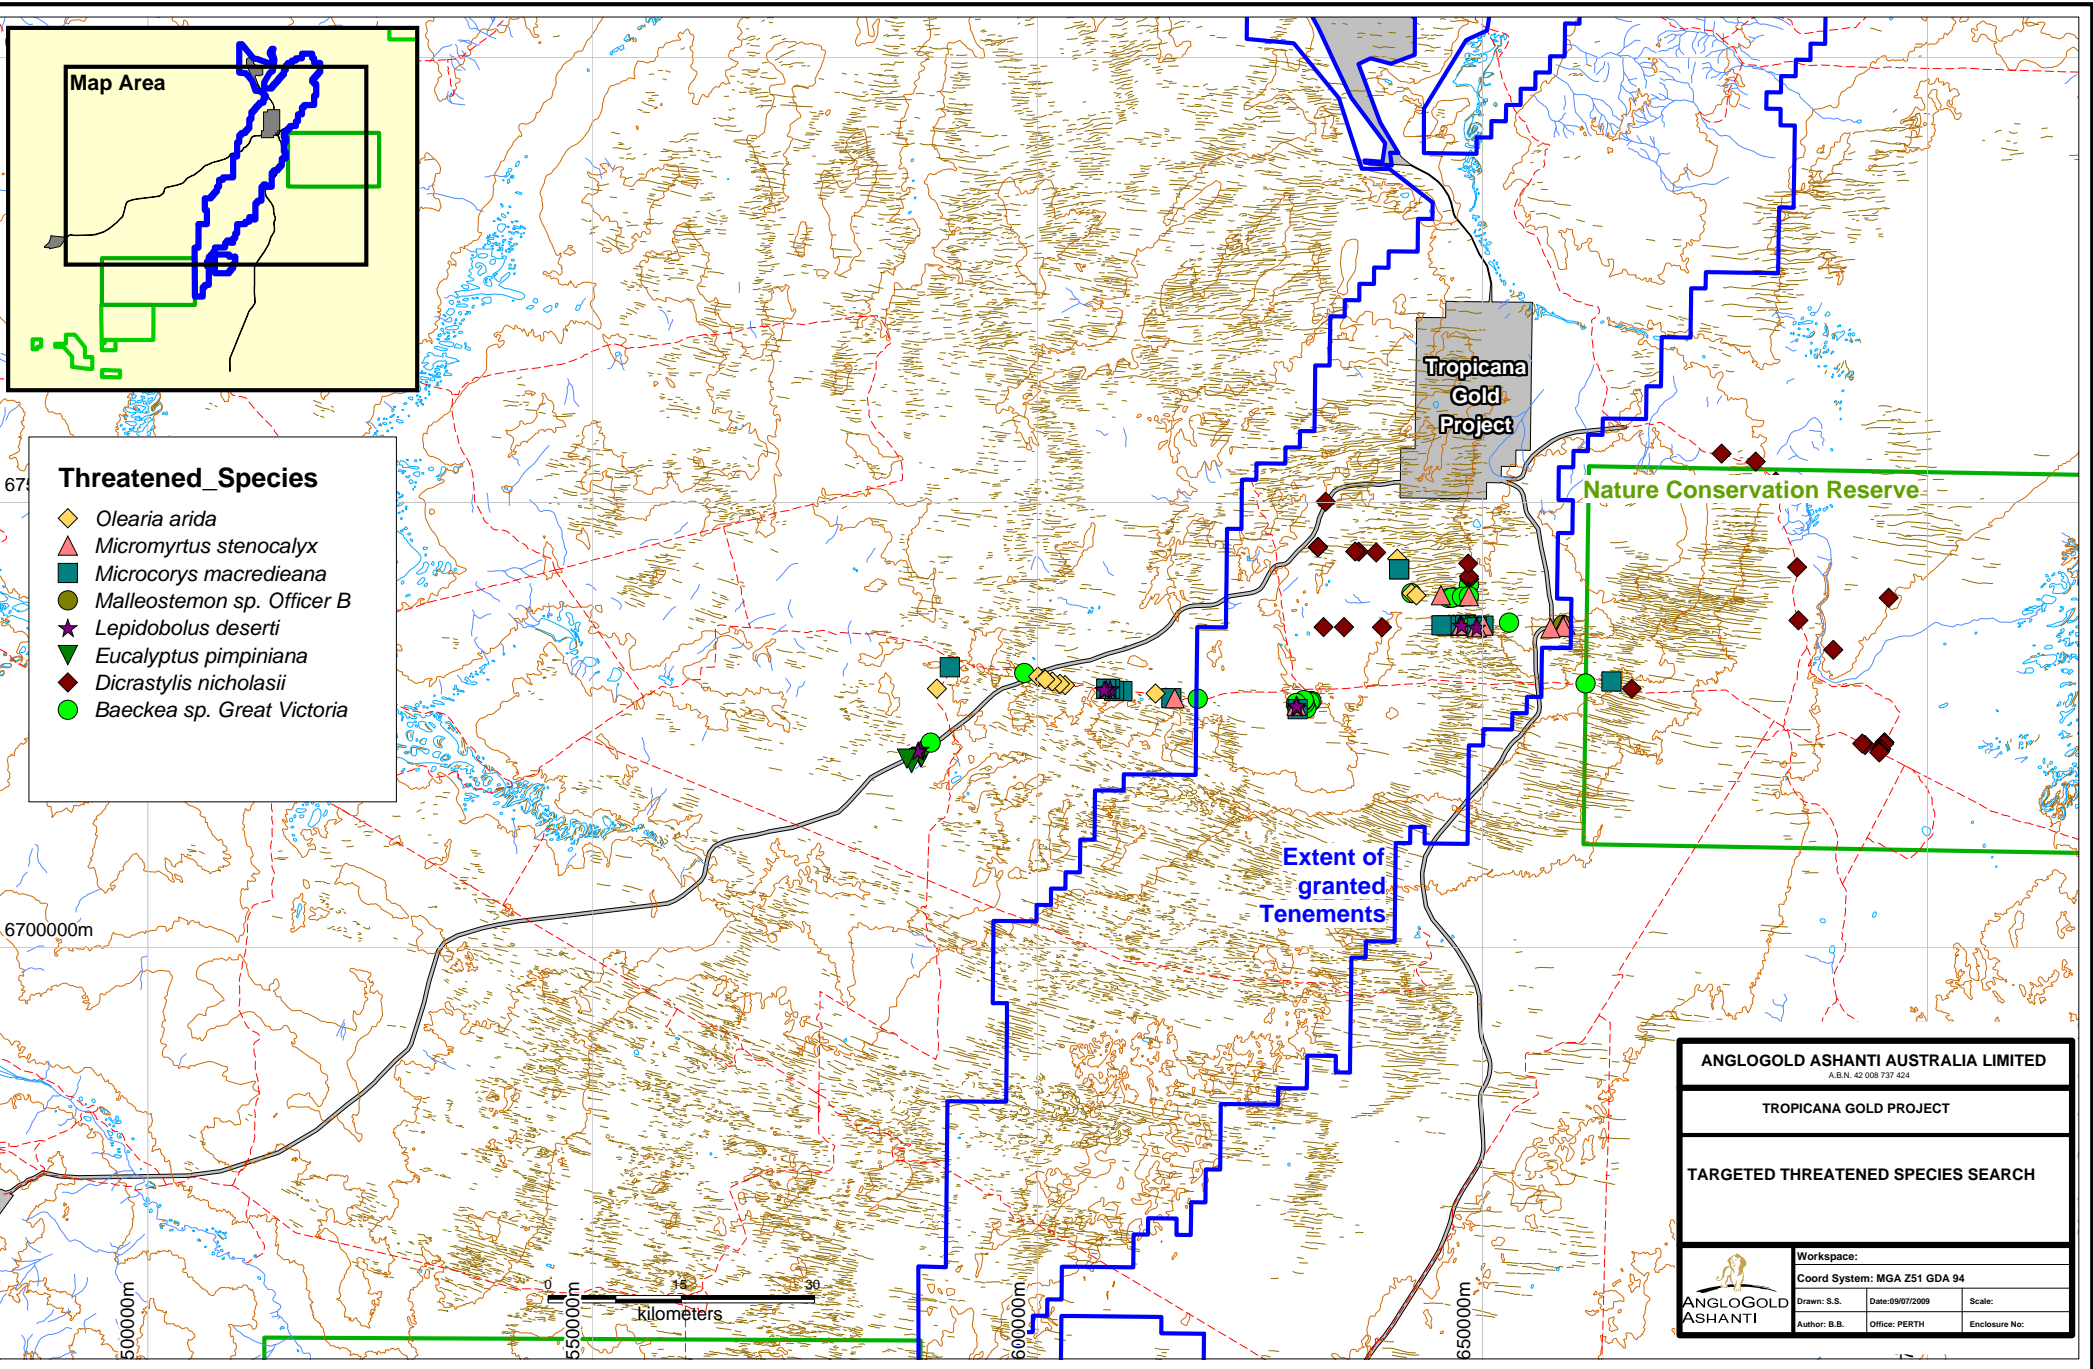 Map Area
Threatened_Species
Olearia arida
Micromyrtus stenocalyx
Microcorys macredieana
Malleostemon sp. Officer B
Lepidobolus deserti
Eucalyptus pimpiniana
Dicrastylis nicholasii
Baeckea sp. Great Victoria
Tropicana
Gold
Project
Nature Conservation Reserve
Extent of
granted
Tenements
675
6700000m
500000m
550000m
600000m
650000m
0 15 30
kilometers
ANGLOGOLD ASHANTI AUSTRALIA LIMITED
A.B.N. 42 008 737 424
TROPICANA GOLD PROJECT
TARGETED THREATENED SPECIES SEARCH
ANGLOGOLD
ASHANTI
Workspace:
Coord System: MGA Z51 GDA 94
Drawn: S.S. Date:09/07/2009 Scale:
Author: B.B. Office: PERTH Enclosure No: